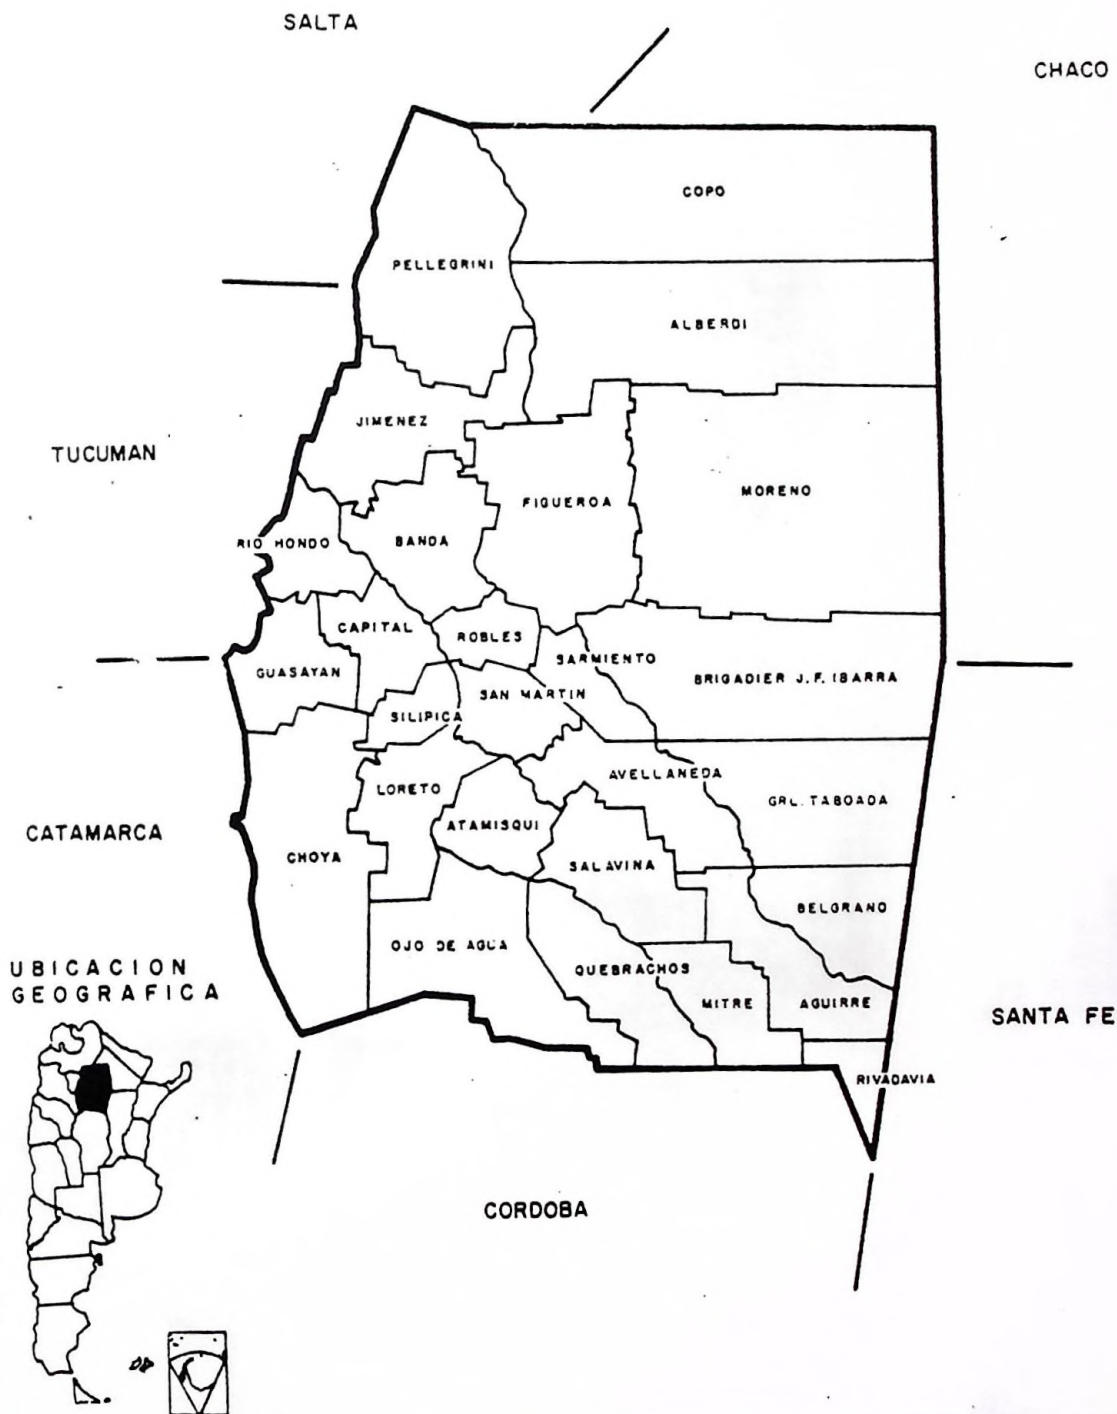 SALTA
CHACO
COPO
PELLEGRINI
ALBERDI
JIMENEZ
TUCUMAN
MORENO
FIGUEROA
RIO HONDO
BANDA
CAPITAL
ROBLES
SARMIENTO
GUASAYAN
BRIGADIER J.F. IBARRA
SAN MARTIN
SILIPICA
AVELLANEDA
LORETO
GRL. TABOADA
ATAMISQUI
CATAMARCA
CHOYA
SALAVINA
BELGRANO
OJO DE AGUA
UBICACION
GEOGRAFICA
QUEBRACHOS
MITRE
AGUIRRE
SANTA FE
RIVADAVIA
CORDOBA